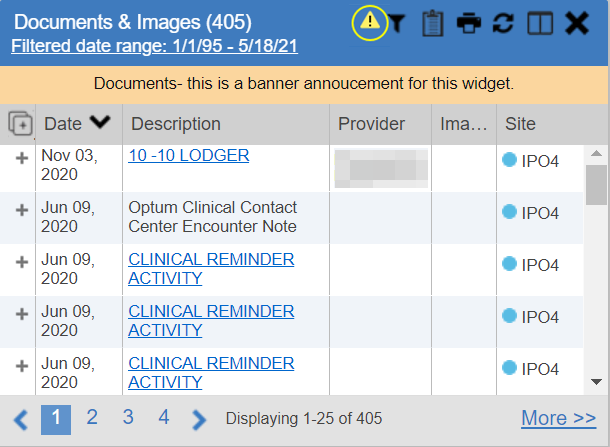 Documents & Images (405)
Filtered date range: 1/1/95 - 5/18/21
Documents- this is a banner annoucement for this widget.
Date Description Provider Ima... Site
Nov 03, 2020 10 -10 LODGER IPO4
Jun 09, 2020 Optum Clinical Contact Center Encounter Note IPO4
Jun 09, 2020 CLINICAL REMINDER ACTIVITY IPO4
Jun 09, 2020 CLINICAL REMINDER ACTIVITY IPO4
Jun 09, 2020 CLINICAL REMINDER ACTIVITY IPO4
1 2 3 4 Displaying 1-25 of 405 More >>